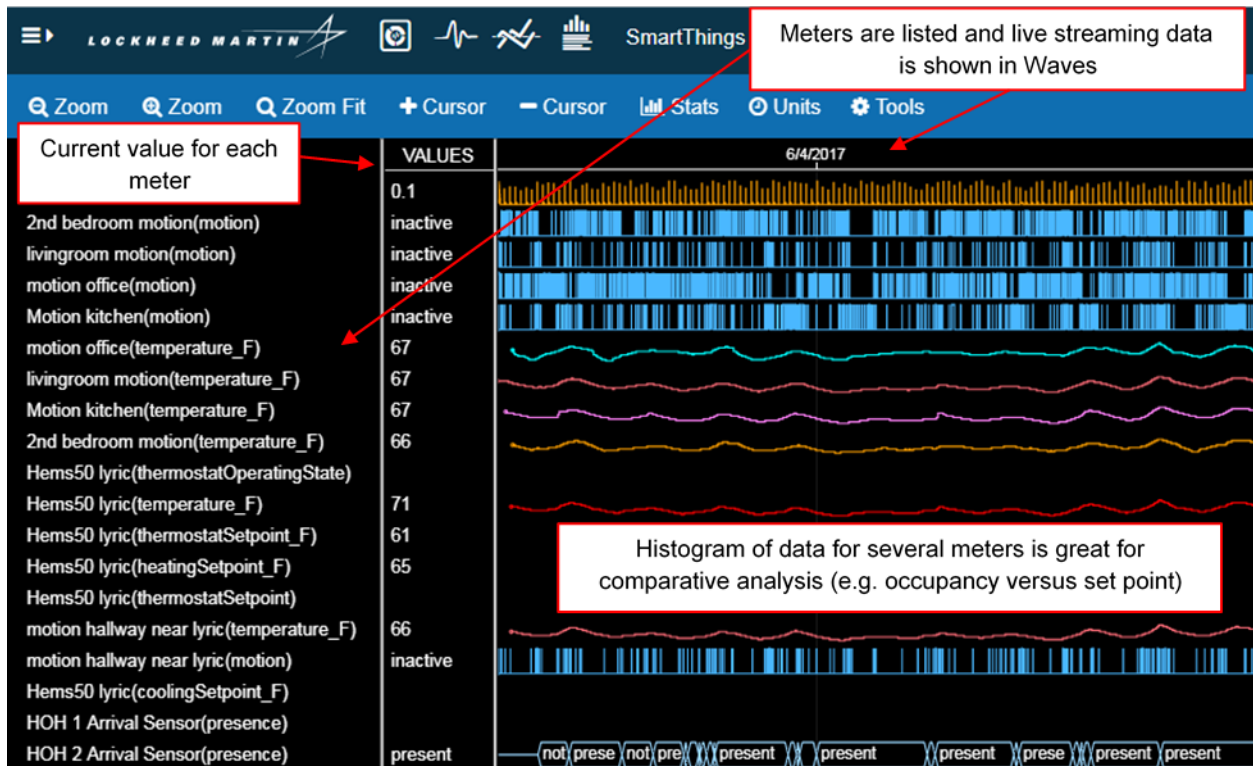 LOCKHEED MARTIN
SmartThings
Meters are listed and live streaming data
is shown in Waves
Zoom Zoom Zoom Fit + Cursor − Cursor Stats Units Tools
Current value for each
meter
VALUES 6/4/2017
0.1
2nd bedroom motion(motion) inactive
livingroom motion(motion) inactive
motion office(motion) inactive
Motion kitchen(motion) inactive
motion office(temperature_F) 67
livingroom motion(temperature_F) 67
Motion kitchen(temperature_F) 67
2nd bedroom motion(temperature_F) 66
Hems50 lyric(thermostatOperatingState)
Hems50 lyric(temperature_F) 71
Hems50 lyric(thermostatSetpoint_F) 61
Hems50 lyric(heatingSetpoint_F) 65
Hems50 lyric(thermostatSetpoint)
Histogram of data for several meters is great for
comparative analysis (e.g. occupancy versus set point)
motion hallway near lyric(temperature_F) 66
motion hallway near lyric(motion) inactive
Hems50 lyric(coolingSetpoint_F)
HOH 1 Arrival Sensor(presence)
HOH 2 Arrival Sensor(presence) present not prese not pre present present present prese present present